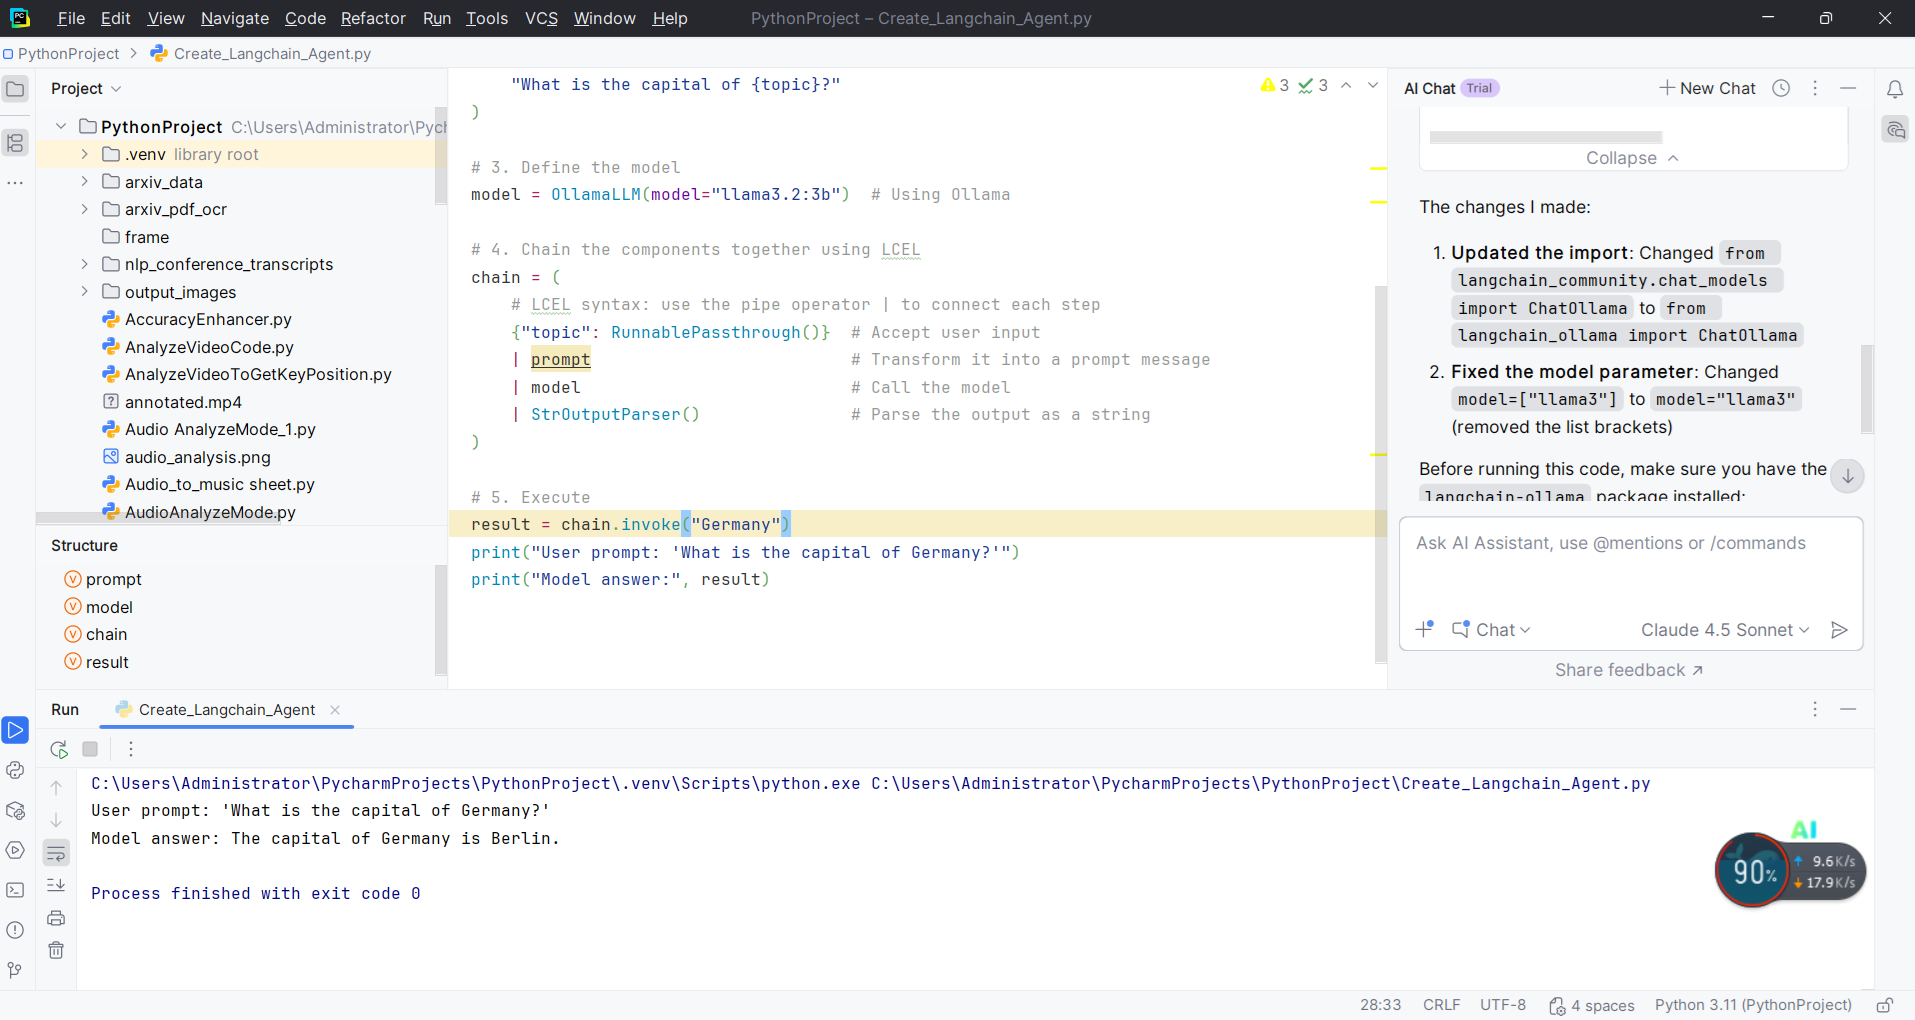 PC File Edit View Navigate Code Refactor Run Tools VCS Window Help PythonProject – Create_Langchain_Agent.py
PythonProject > Create_Langchain_Agent.py
Project
PythonProject C:\Users\Administrator\Pych
.venv library root
arxiv_data
arxiv_pdf_ocr
frame
nlp_conference_transcripts
output_images
AccuracyEnhancer.py
AnalyzeVideoCode.py
AnalyzeVideoToGetKeyPosition.py
annotated.mp4
Audio AnalyzeMode_1.py
audio_analysis.png
Audio_to_music sheet.py
AudioAnalyzeMode.py
Structure
prompt
model
chain
result
3 3
"What is the capital of {topic}?"
)
# 3. Define the model
model = OllamaLLM(model="llama3.2:3b")  # Using Ollama
# 4. Chain the components together using LCEL
chain = (
# LCEL syntax: use the pipe operator | to connect each step
{"topic": RunnablePassthrough()}  # Accept user input
| prompt  # Transform it into a prompt message
| model  # Call the model
| StrOutputParser()  # Parse the output as a string
)
# 5. Execute
result = chain.invoke("Germany")
print("User prompt: 'What is the capital of Germany?'")
print("Model answer:", result)
AI Chat Trial New Chat
Collapse
The changes I made:
1. Updated the import: Changed from
langchain_community.chat_models
import ChatOllama to from
langchain_ollama import ChatOllama
2. Fixed the model parameter: Changed
model=["llama3"] to model="llama3"
(removed the list brackets)
Before running this code, make sure you have the
langchain-ollama package installed:
Ask AI Assistant, use @mentions or /commands
Chat Claude 4.5 Sonnet
Share feedback ↗
Run Create_Langchain_Agent
C:\Users\Administrator\PycharmProjects\PythonProject\.venv\Scripts\python.exe C:\Users\Administrator\PycharmProjects\PythonProject\Create_Langchain_Agent.py
User prompt: 'What is the capital of Germany?'
Model answer: The capital of Germany is Berlin.
Process finished with exit code 0
AI
90%
9.6K/s
17.9K/s
28:33 CRLF UTF-8 4 spaces Python 3.11 (PythonProject)